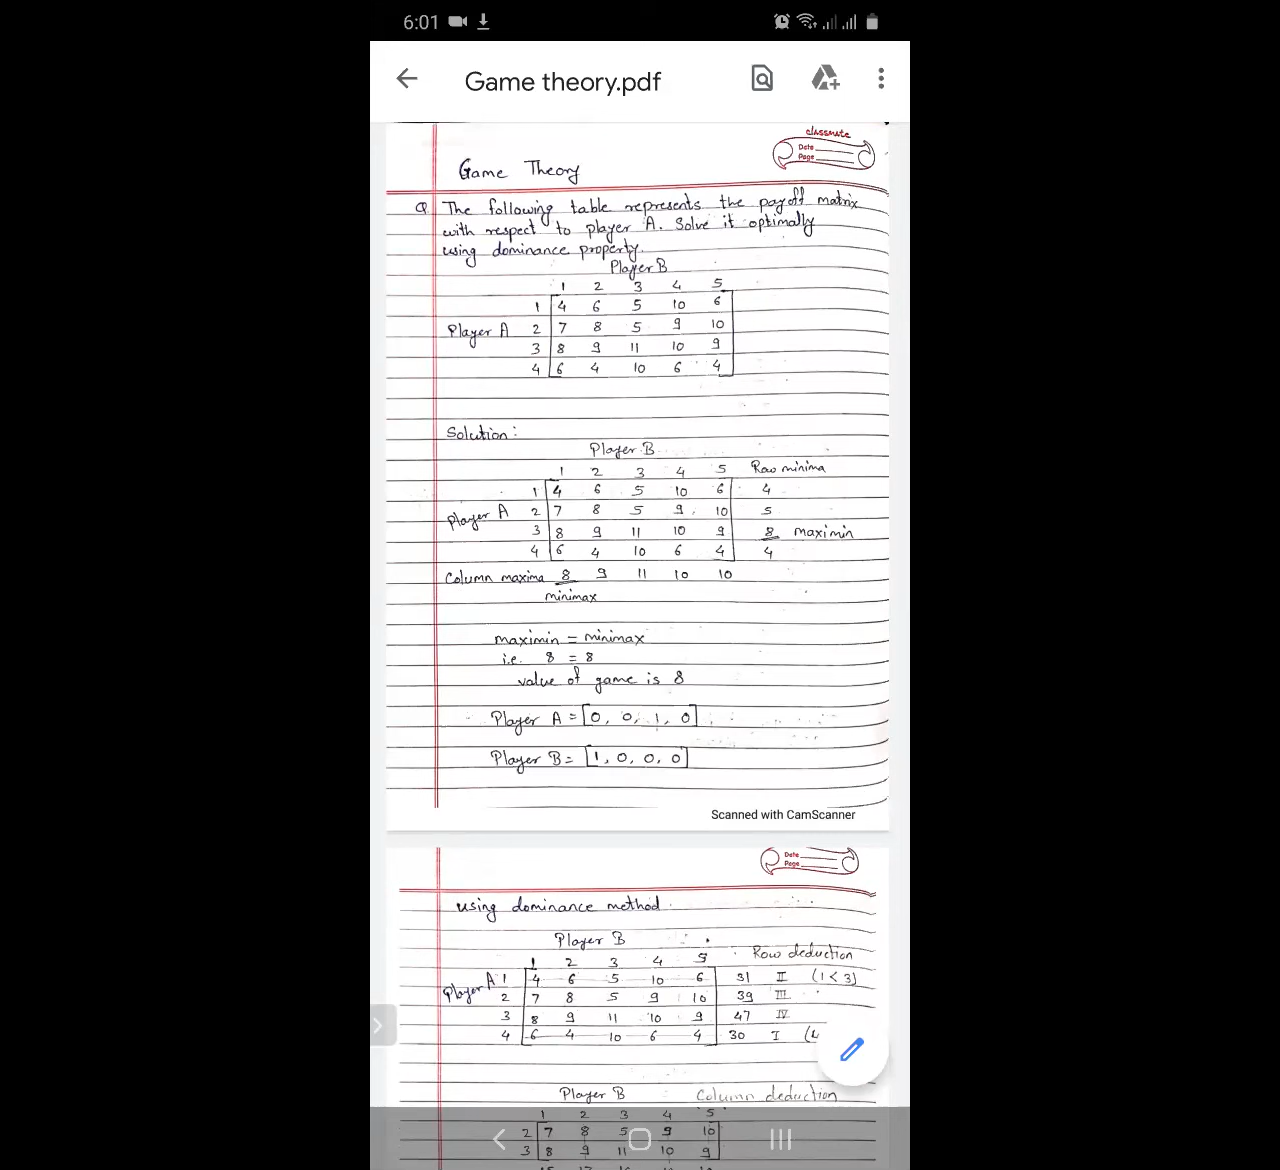 6:01
Game theory.pdf
classmate
Date
Page
Game Theory
Q The following table represents the payoff matrix
with respect to player A. Solve it optimally
using dominance property.
Player B
1 2 3 4 5
1 4 6 5 10 6
Player A 2 7 8 5 9 10
3 8 9 11 10 9
4 6 4 10 6 4
Solution:
Player B
1 2 3 4 5 Row minima
1 4 6 5 10 6 4
Player A 2 7 8 5 9 10 5
3 8 9 11 10 9 8 maximin
4 6 4 10 6 4 4
Column maxima 8 9 11 10 10
minimax
maximin = minimax
i.e. 8 = 8
value of game is 8
Player A = [0, 0, 1, 0]
Player B = [1, 0, 0, 0]
Scanned with CamScanner
Date
Page
using dominance method.
Player B
1 2 3 4 5 Row deduction
Player A 1 4 6 5 10 6 31 II (1 < 3)
2 7 8 5 9 10 39 III
3 8 9 11 10 9 47 IV
4 6 4 10 6 4 30 I (4
Player B Column deduction
1 2 3 4 5
2 7 8 5 9 10
3 8 9 11 10 9